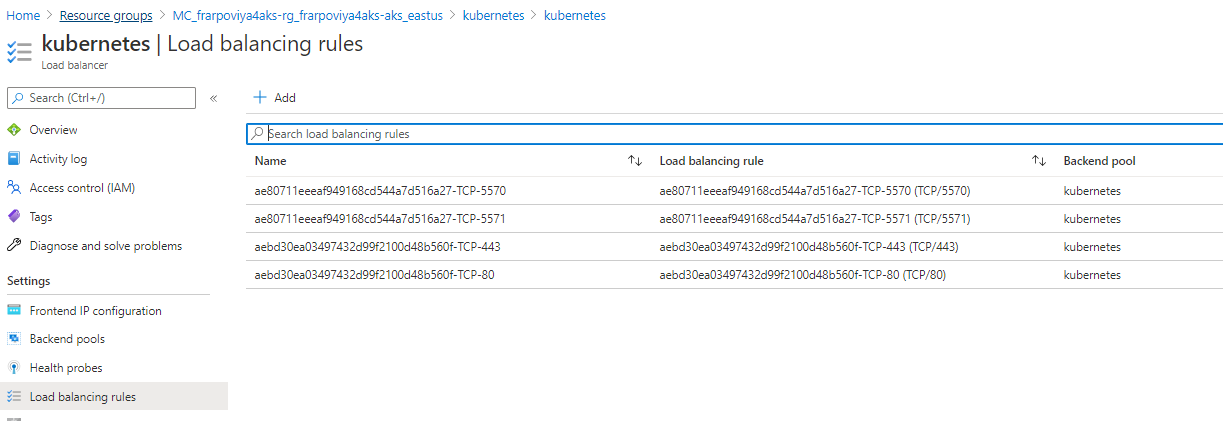 Home > Resource groups > MC_frarpoviya4aks-rg_frarpoviya4aks-aks_eastus > kubernetes > kubernetes
kubernetes | Load balancing rules
Load balancer
Search (Ctrl+/)
«
Add
Overview
Activity log
Access control (IAM)
Tags
Diagnose and solve problems
Settings
Frontend IP configuration
Backend pools
Health probes
Load balancing rules
Search load balancing rules
Name Load balancing rule Backend pool
ae80711eeeaf949168cd544a7d516a27-TCP-5570 ae80711eeeaf949168cd544a7d516a27-TCP-5570 (TCP/5570) kubernetes
ae80711eeeaf949168cd544a7d516a27-TCP-5571 ae80711eeeaf949168cd544a7d516a27-TCP-5571 (TCP/5571) kubernetes
aebd30ea03497432d99f2100d48b560f-TCP-443 aebd30ea03497432d99f2100d48b560f-TCP-443 (TCP/443) kubernetes
aebd30ea03497432d99f2100d48b560f-TCP-80 aebd30ea03497432d99f2100d48b560f-TCP-80 (TCP/80) kubernetes